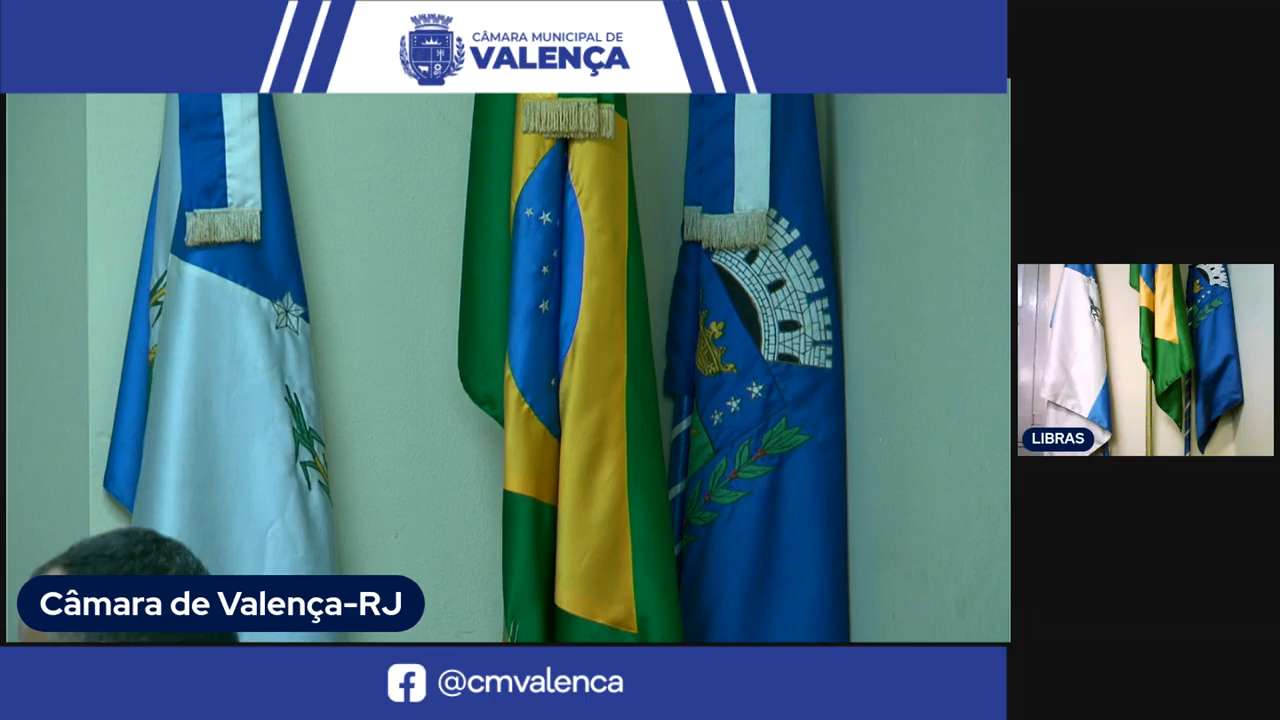 CÂMARA MUNICIPAL DE
VALENÇA
LIBRAS
Câmara de Valença-RJ
@cmvalenca